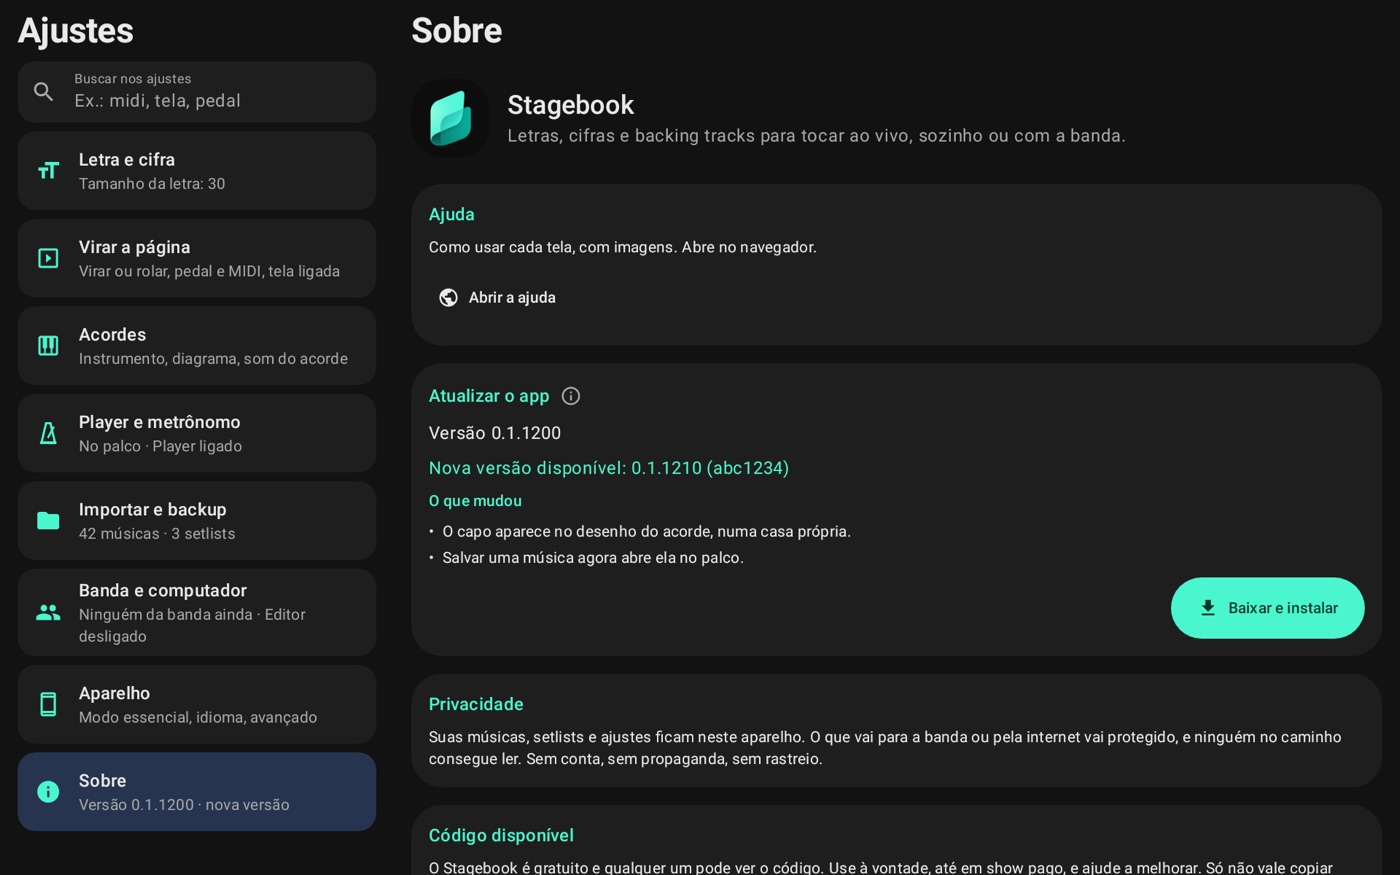 Ajustes
Buscar nos ajustes
Ex.: midi, tela, pedal
Letra e cifra
Tamanho da letra: 30
Virar a página
Virar ou rolar, pedal e MIDI, tela ligada
Acordes
Instrumento, diagrama, som do acorde
Player e metrônomo
No palco · Player ligado
Importar e backup
42 músicas · 3 setlists
Banda e computador
Ninguém da banda ainda · Editor
desligado
Aparelho
Modo essencial, idioma, avançado
Sobre
Versão 0.1.1200 · nova versão
Sobre
Stagebook
Letras, cifras e backing tracks para tocar ao vivo, sozinho ou com a banda.
Ajuda
Como usar cada tela, com imagens. Abre no navegador.
Abrir a ajuda
Atualizar o app
Versão 0.1.1200
Nova versão disponível: 0.1.1210 (abc1234)
O que mudou
• O capo aparece no desenho do acorde, numa casa própria.
• Salvar uma música agora abre ela no palco.
Baixar e instalar
Privacidade
Suas músicas, setlists e ajustes ficam neste aparelho. O que vai para a banda ou pela internet vai protegido, e ninguém no caminho
consegue ler. Sem conta, sem propaganda, sem rastreio.
Código disponível
O Stagebook é gratuito e qualquer um pode ver o código. Use à vontade, até em show pago, e ajude a melhorar. Só não vale copiar